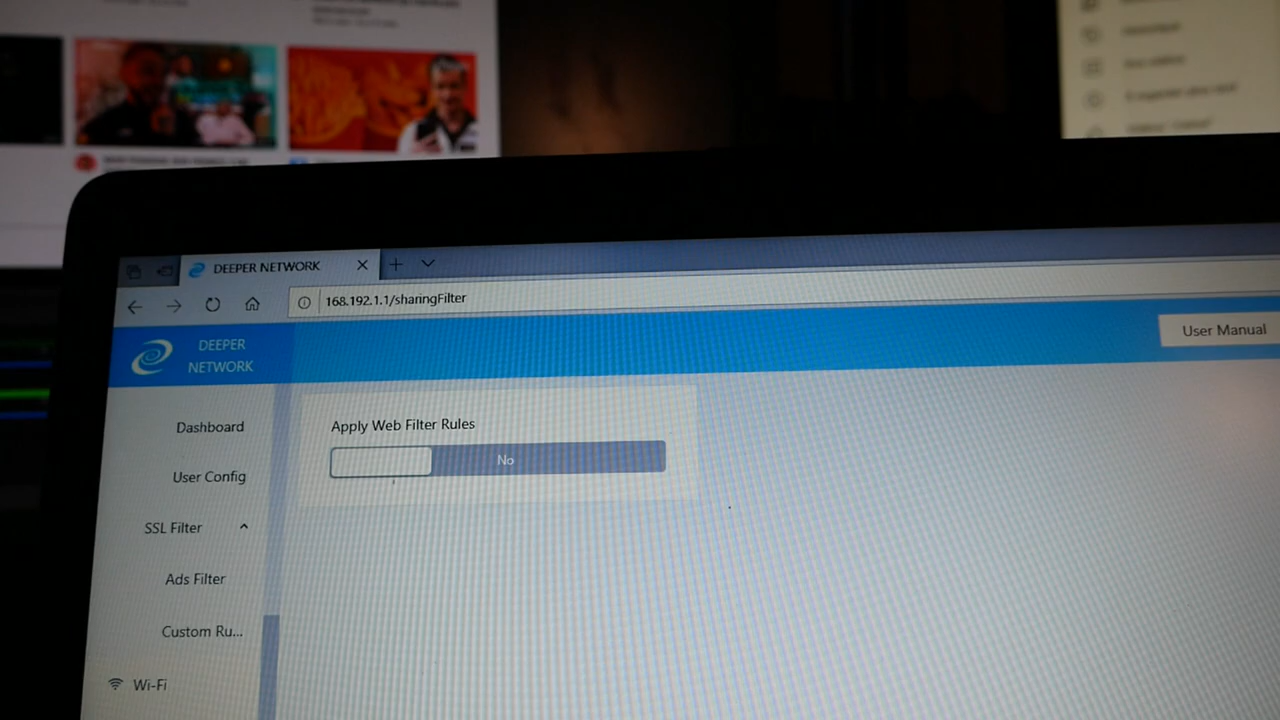 DEEPER NETWORK
168.192.1.1/sharingFilter
DEEPER
NETWORK
User Manual
Dashboard
User Config
SSL Filter
Ads Filter
Custom Ru...
Wi-Fi
Apply Web Filter Rules
No